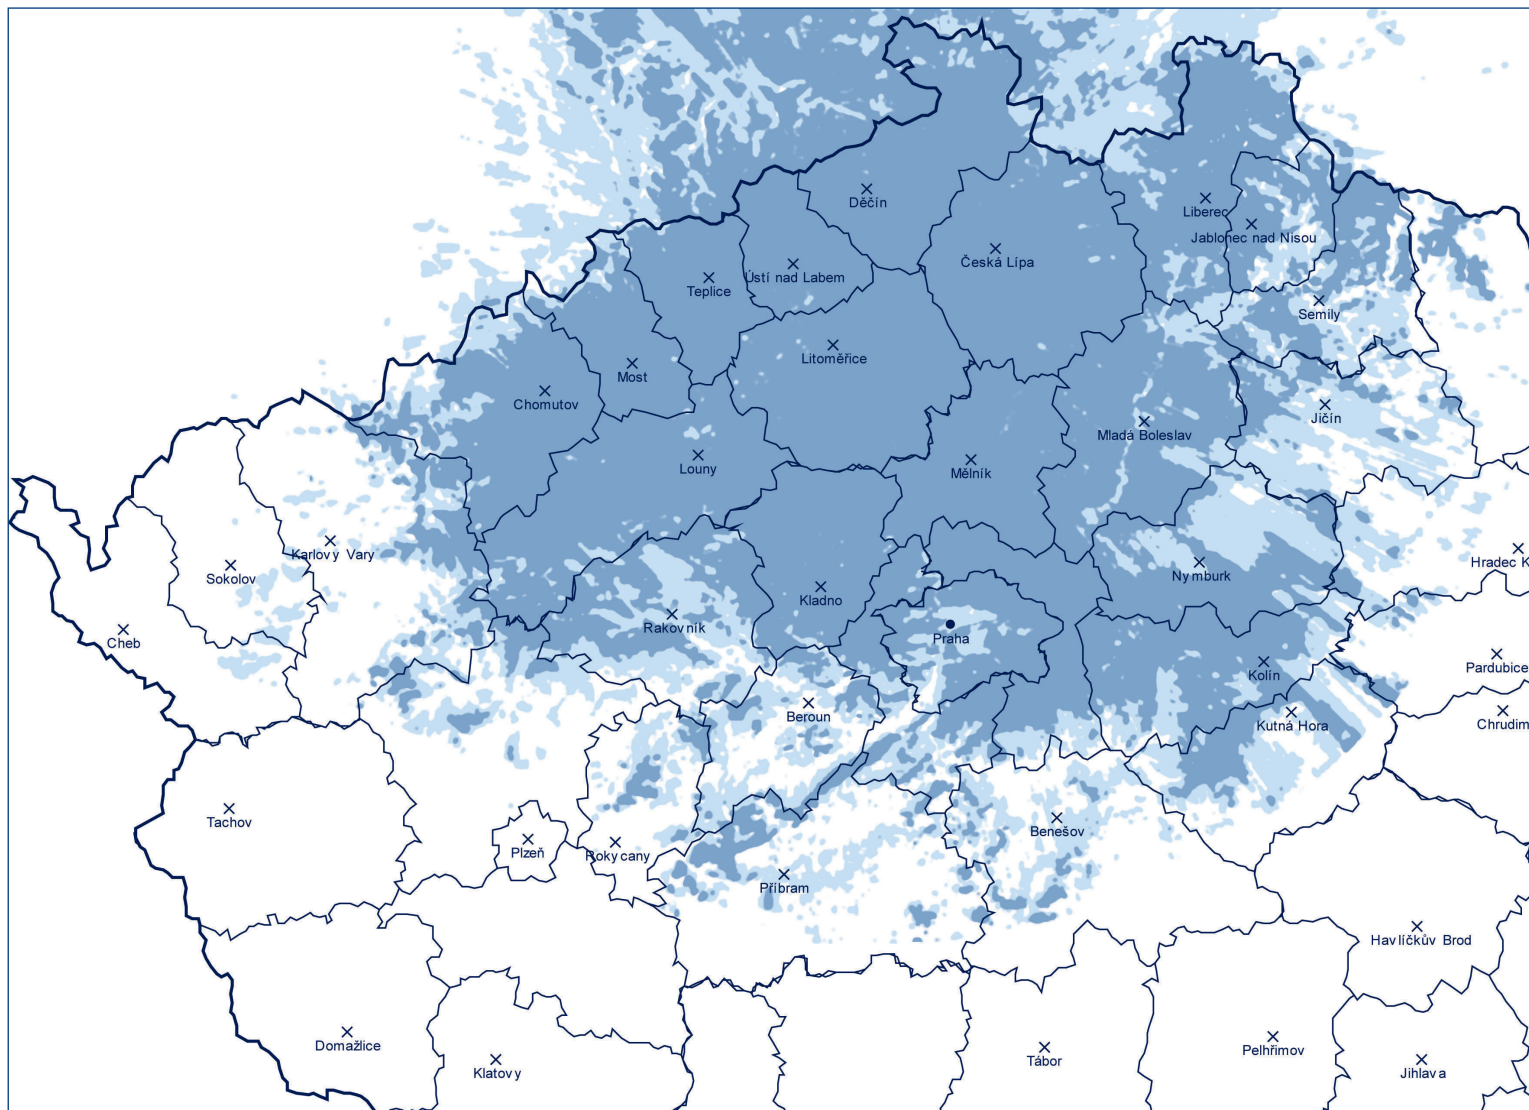 Děčín
Liberec
Jablonec nad Nisou
Česká Lípa
Ústí nad Labem
Teplice
Semily
Litoměřice
Most
Chomutov
Jičín
Mladá Boleslav
Louny
Mělník
Karlovy Vary
Hradec K
Sokolov
Nymburk
Kladno
Rakovník
Praha
Cheb
Pardubice
Kolín
Beroun
Kutná Hora
Chrudim
Tachov
Benešov
Plzeň
Rokycany
Příbram
Havlíčkův Brod
Domažlice
Pelhřimov
Tábor
Klatovy
Jihlava